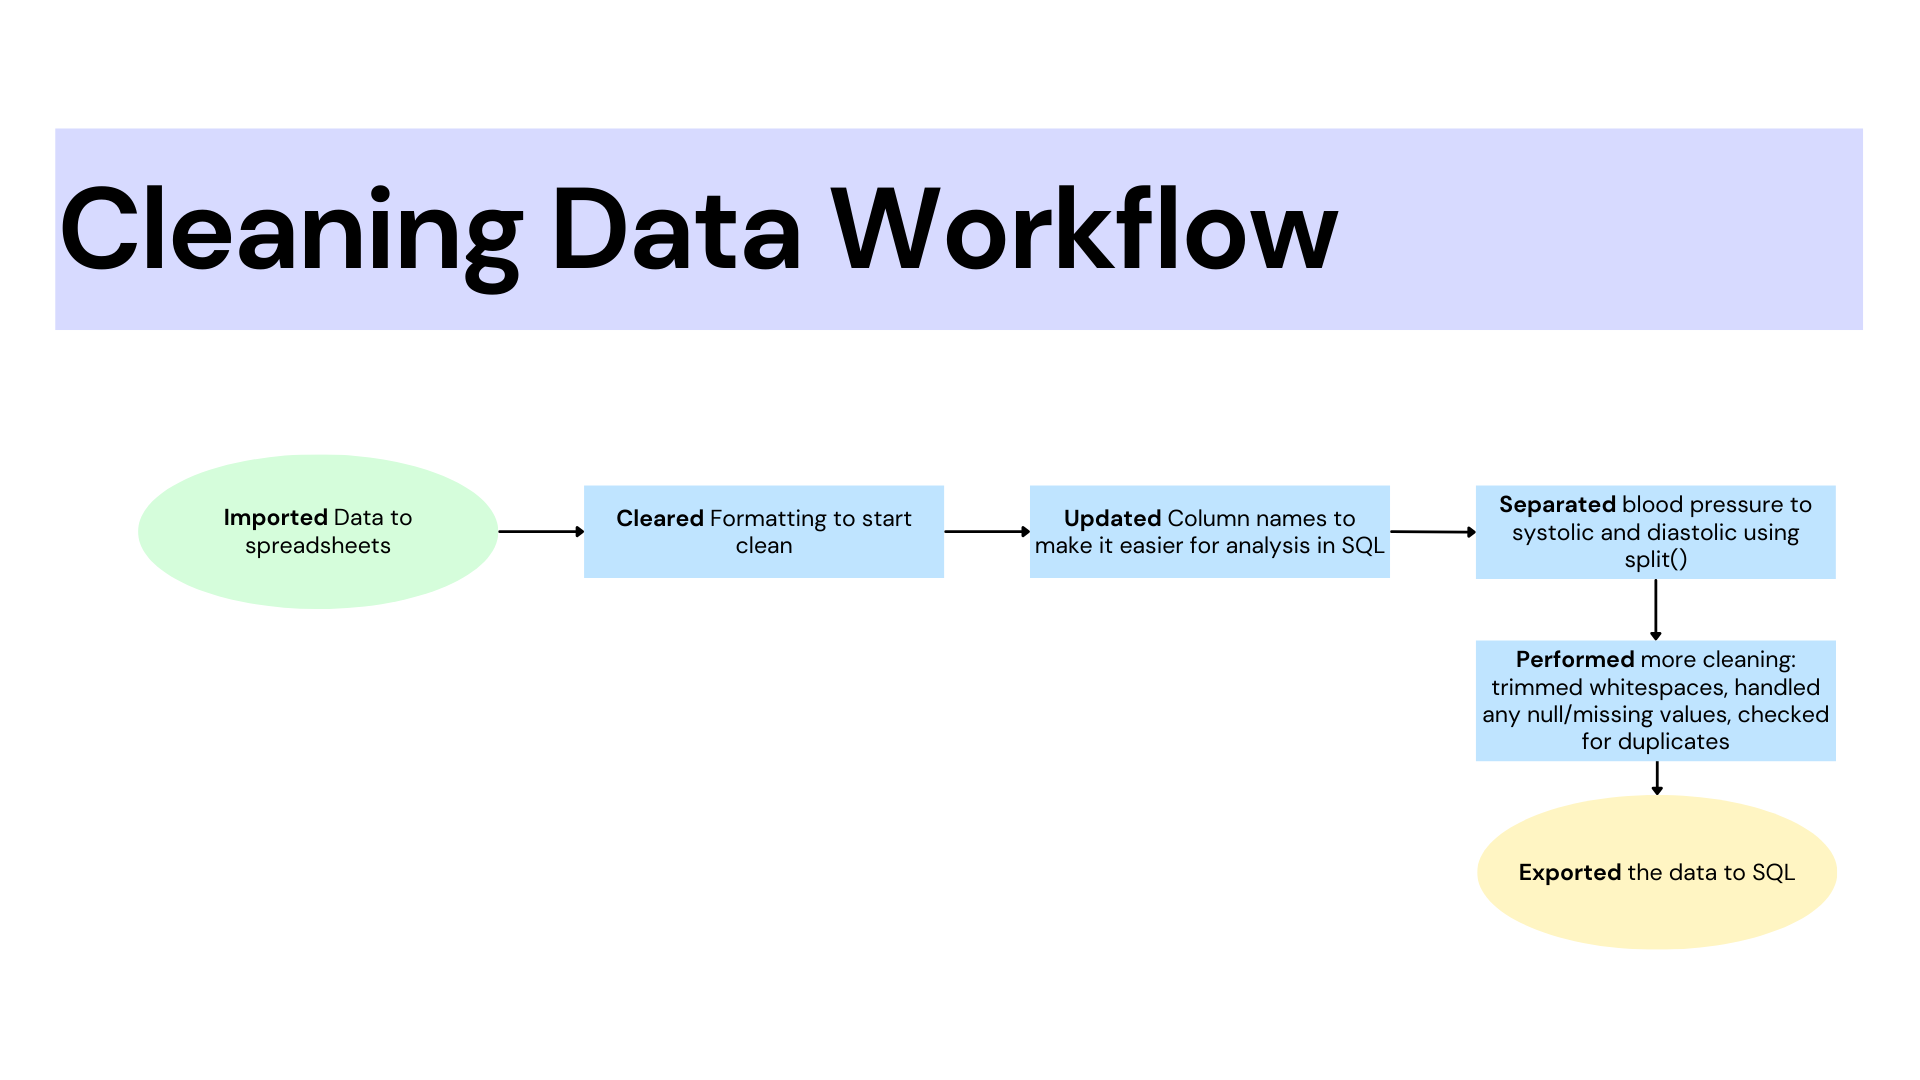 Cleaning Data Workflow
Imported Data to
spreadsheets
Cleared Formatting to start
clean
Updated Column names to
make it easier for analysis in SQL
Separated blood pressure to
systolic and diastolic using
split()
Performed more cleaning:
trimmed whitespaces, handled
any null/missing values, checked
for duplicates
Exported the data to SQL